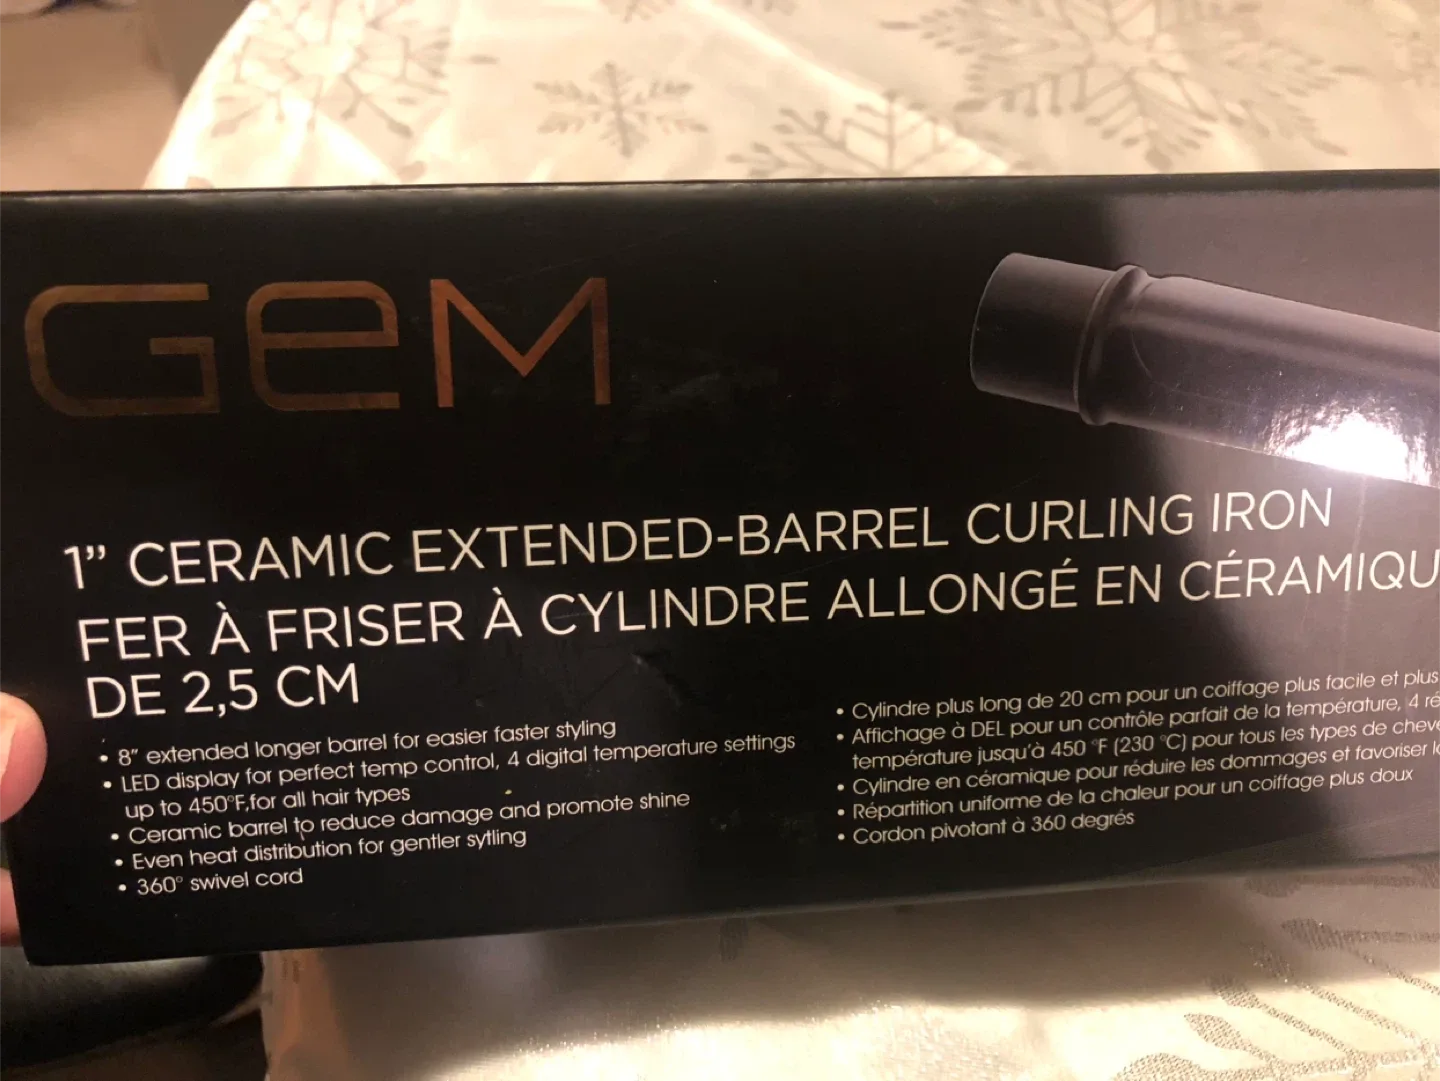 GeM
1” CERAMIC EXTENDED-BARREL CURLING IRON
FER À FRISER À CYLINDRE ALLONGÉ EN CÉRAMIQU
DE 2,5 CM
• 8” extended longer barrel for easier faster styling
• LED display for perfect temp control, 4 digital temperature settings
up to 450°F,for all hair types
• Ceramic barrel to reduce damage and promote shine
• Even heat distribution for gentler sytling
• 360° swivel cord
• Cylindre plus long de 20 cm pour un coiffage plus facile et plus
• Affichage à DEL pour un contrôle parfait de la température, 4 ré
température jusqu'à 450 °F (230 °C) pour tous les types de cheve
• Cylindre en céramique pour réduire les dommages et favoriser l
• Répartition uniforme de la chaleur pour un coiffage plus doux
• Cordon pivotant à 360 degrés